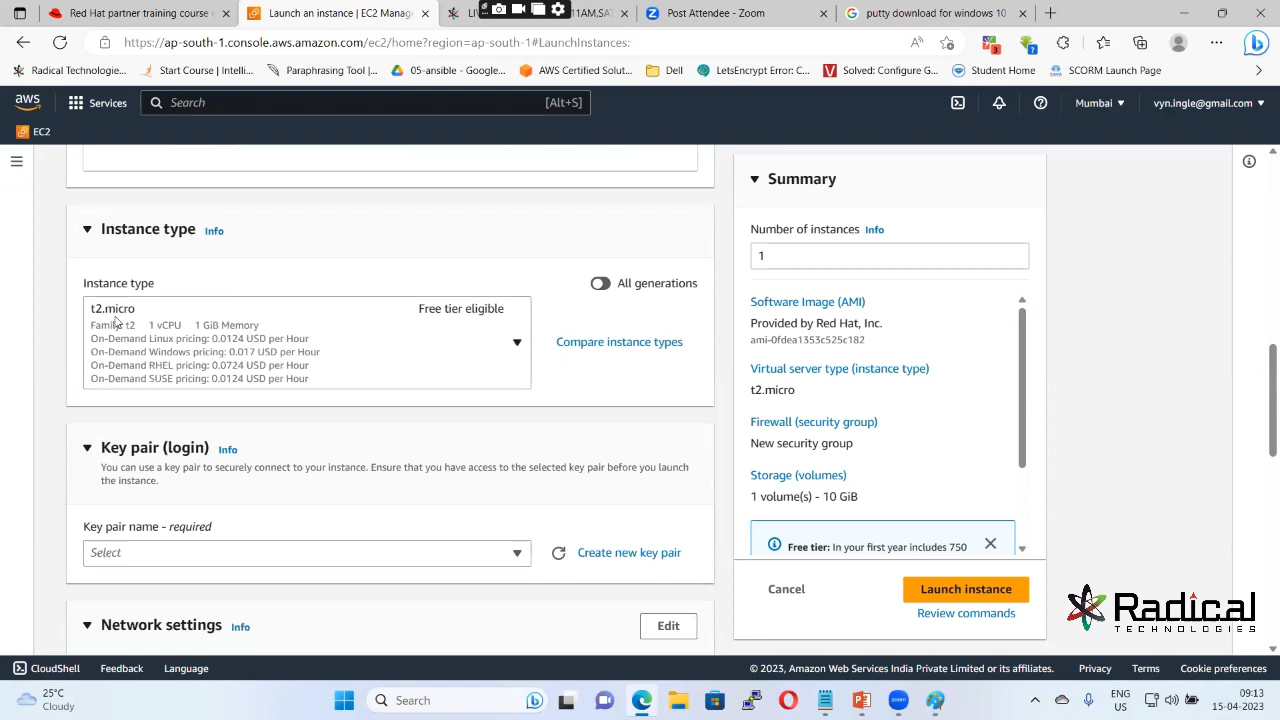 Red Hat partner training course
Launch an instance | EC2 Manage
LI
11AM,SA
Post Attendee - Zoom
putty download for windows 10
https://ap-south-1.console.aws.amazon.com/ec2/home?region=ap-south-1#LaunchInstances:
Radical Technologie...
Start Course | Intelli...
Paraphrasing Tool |...
05-ansible - Google...
AWS Certified Solut...
Dell
LetsEncrypt Error C...
Solved: Configure G...
Student Home
SCORM Launch Page
aws
Services
Search
[Alt+S]
Mumbai
vyn.ingle@gmail.com
EC2
Instance type Info
Instance type
All generations
t2.micro
Free tier eligible
Family: t2 1 vCPU 1 GiB Memory
On-Demand Linux pricing: 0.0124 USD per Hour
On-Demand Windows pricing: 0.017 USD per Hour
On-Demand RHEL pricing: 0.0724 USD per Hour
On-Demand SUSE pricing: 0.0124 USD per Hour
Compare instance types
Key pair (login) Info
You can use a key pair to securely connect to your instance. Ensure that you have access to the selected key pair before you launch
the instance.
Key pair name - required
Select
Create new key pair
Network settings Info
Edit
Summary
Number of instances Info
1
Software Image (AMI)
Provided by Red Hat, Inc.
ami-0fdea1353c525c182
Virtual server type (instance type)
t2.micro
Firewall (security group)
New security group
Storage (volumes)
1 volume(s) - 10 GiB
Free tier: In your first year includes 750
Cancel
Launch instance
Review commands
Radical
TECHNOLOGIES
CloudShell
Feedback
Language
© 2023, Amazon Web Services India Private Limited or its affiliates.
Privacy
Terms
Cookie preferences
25°C
Cloudy
Search
ENG
US
09:13
15-04-2023